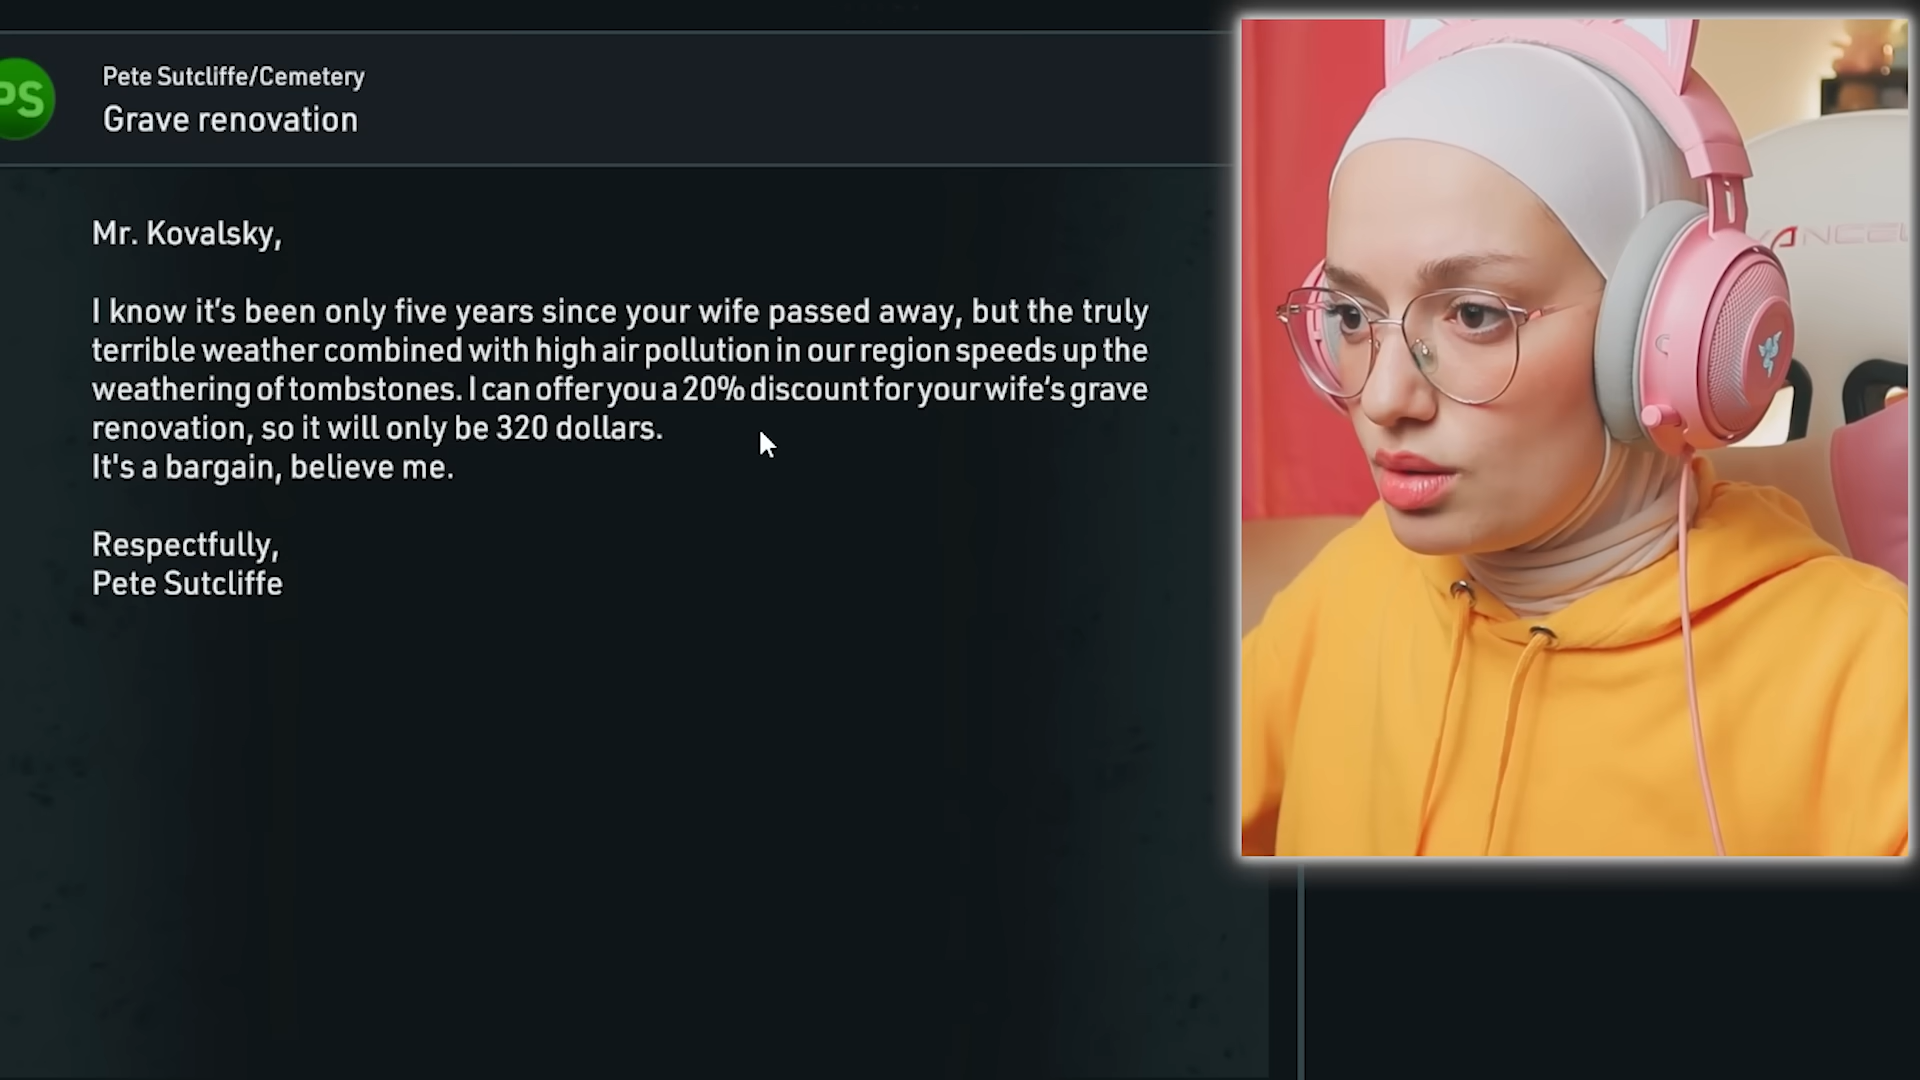 PS
Pete Sutcliffe/Cemetery
Grave renovation
Mr. Kovalsky,
I know it’s been only five years since your wife passed away, but the truly
terrible weather combined with high air pollution in our region speeds up the
weathering of tombstones. I can offer you a 20% discount for your wife’s grave
renovation, so it will only be 320 dollars.
It's a bargain, believe me.
Respectfully,
Pete Sutcliffe